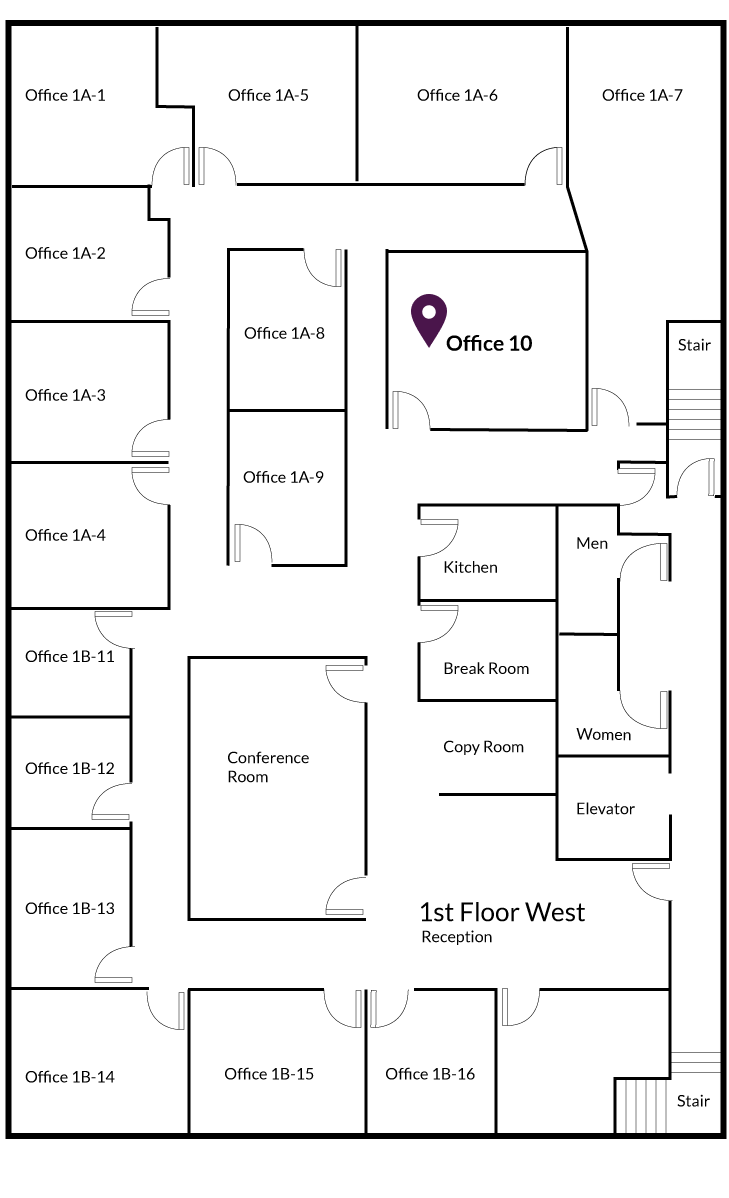 Office 1A-1
Office 1A-5
Office 1A-6
Office 1A-7
Office 1A-2
Office 1A-8
Office 10
Stair
Office 1A-3
Office 1A-9
Office 1A-4
Men
Kitchen
Office 1B-11
Break Room
Women
Copy Room
Conference
Room
Office 1B-12
Elevator
Office 1B-13
1st Floor West
Reception
Office 1B-14
Office 1B-15
Office 1B-16
Stair